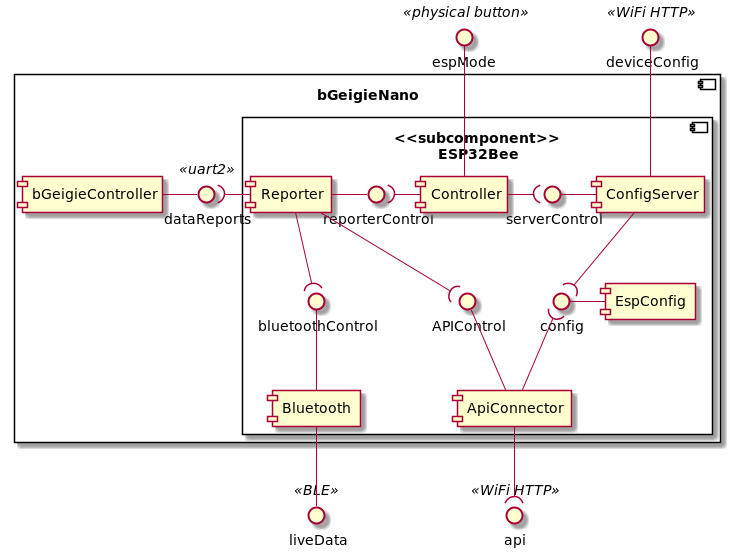 «physical button»
«WiFi HTTP»
espMode
deviceConfig
bGeigieNano
<<subcomponent>>
ESP32Bee
«uart2»
bGeigieController
Reporter
Controller
ConfigServer
dataReports
reporterControl
serverControl
EspConfig
bluetoothControl
APIControl
config
Bluetooth
ApiConnector
«BLE»
«WiFi HTTP»
liveData
api